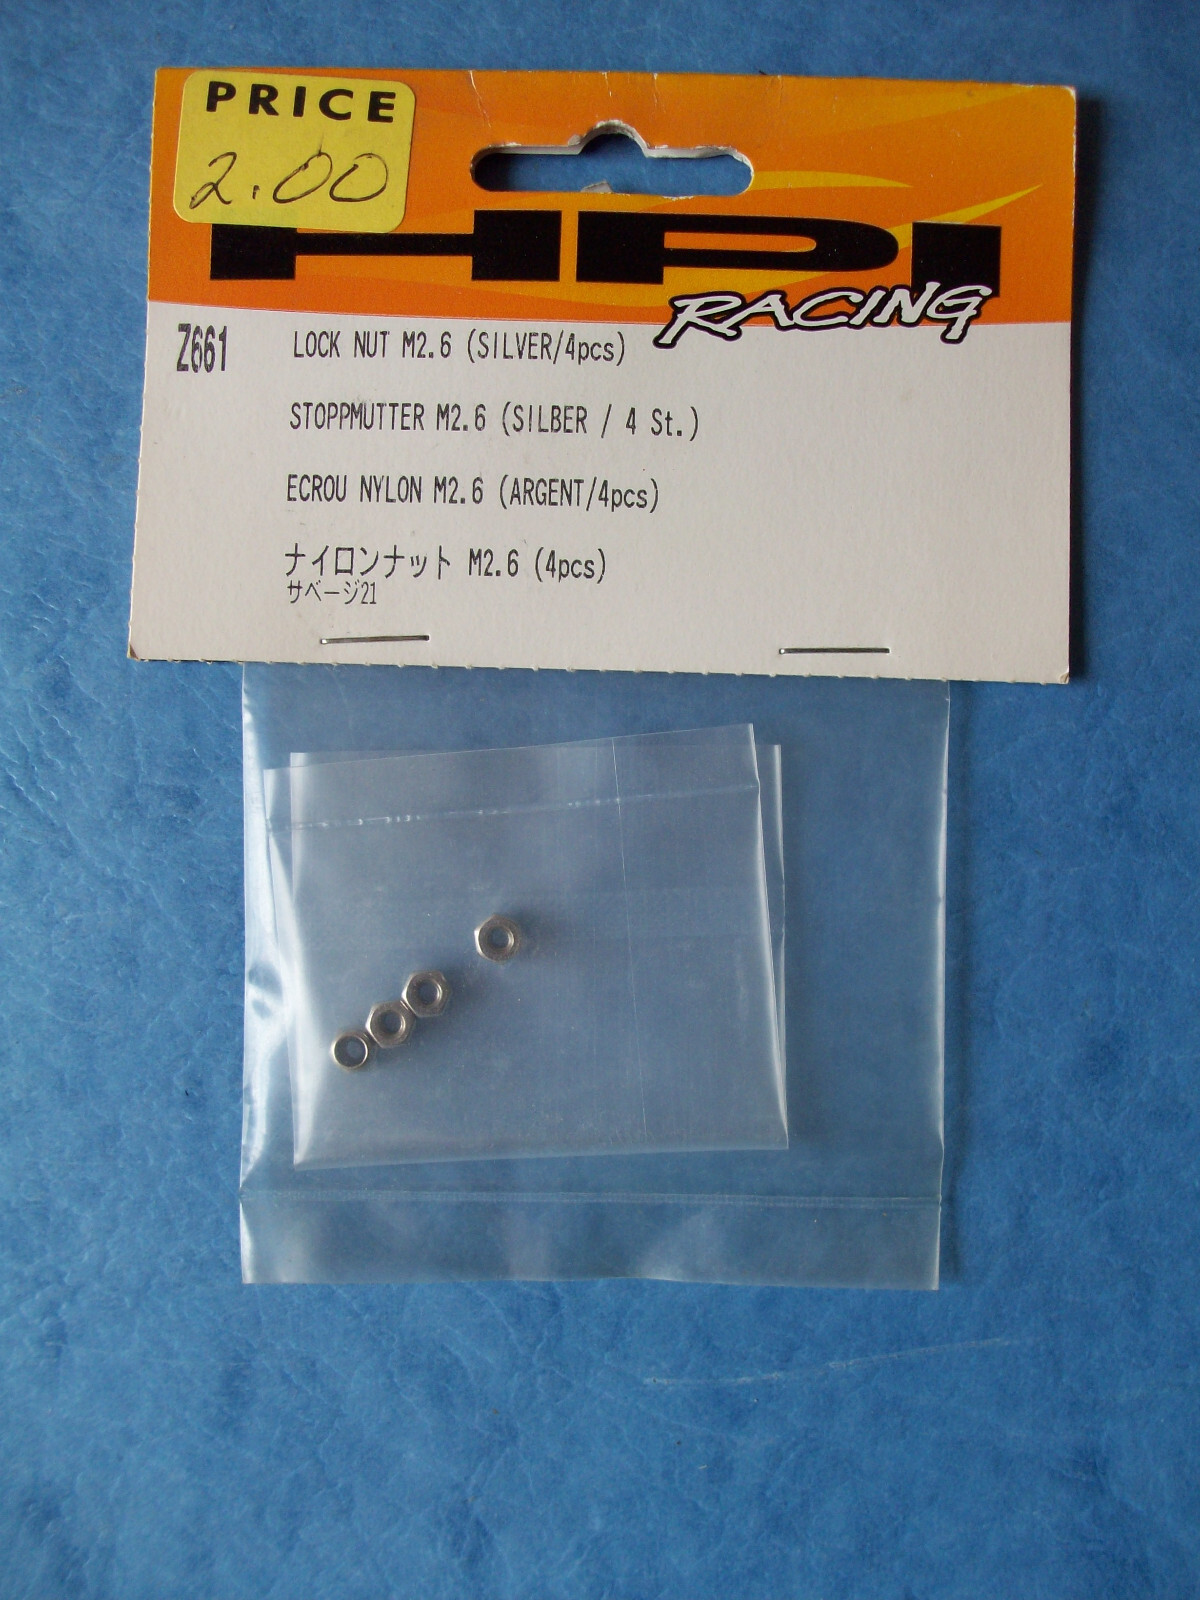 PRICE
2.00
HPI
RACING
Z661
LOCK NUT M2.6 (SILVER/4pcs)
STOPPMUTTER M2.6 (SILBER / 4 St.)
ECROU NYLON M2.6 (ARGENT/4pcs)
ナイロンナット M2.6 (4pcs)
サベージ21